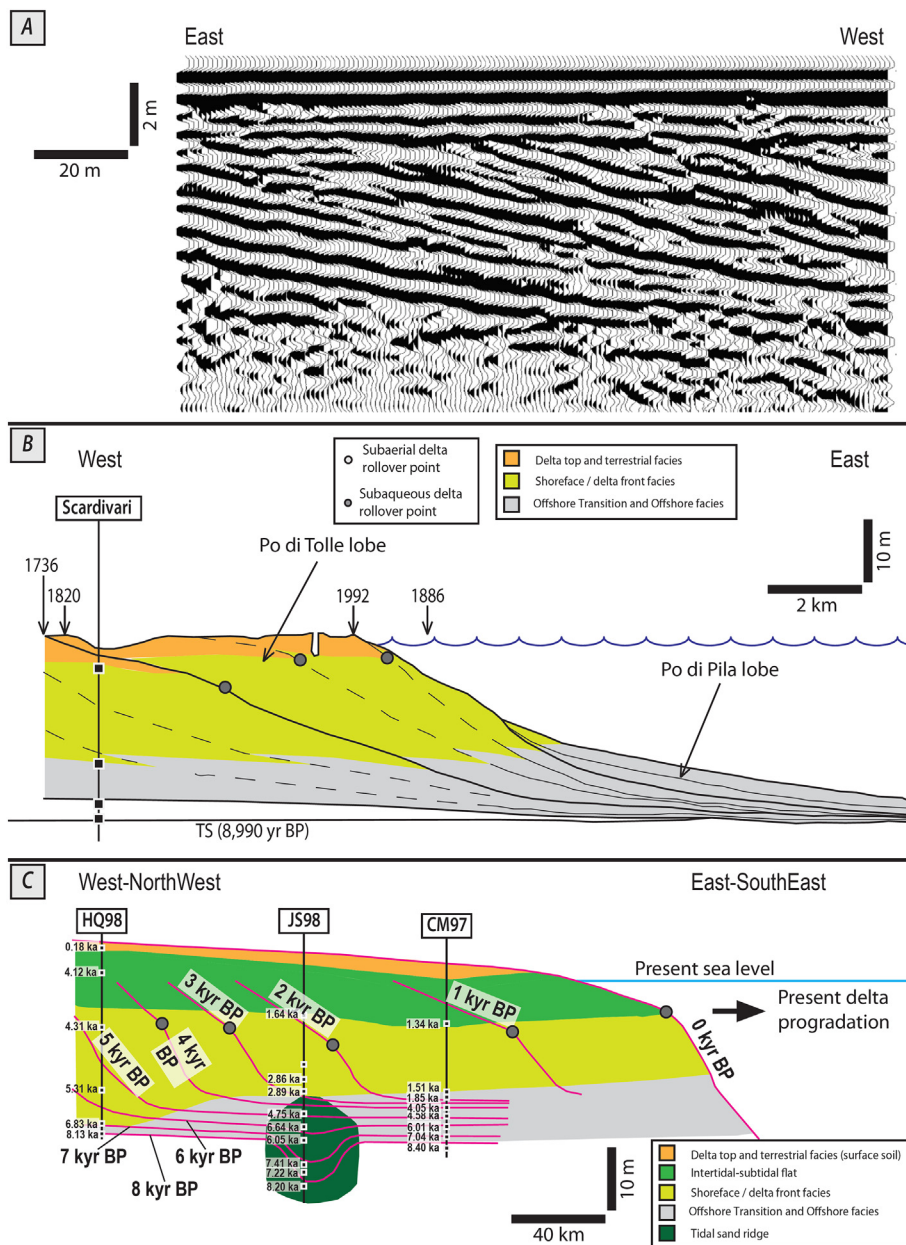 A
East
West
2 m
20 m
B
West
East
Subaerial delta
rollover point
Subaqueous delta
rollover point
Delta top and terrestrial facies
Shoreface / delta front facies
Offshore Transition and Offshore facies
Scardivari
Po di Tolle lobe
10 m
2 km
1736
1820
1992
1886
Po di Pila lobe
TS (8,990 yr BP)
C
West-NorthWest
East-SouthEast
HQ98
JS98
CM97
0.18 ka
4.12 ka
4.31 ka
5.31 ka
6.83 ka
8.13 ka
1.64 ka
2.86 ka
2.89 ka
4.75 ka
6.64 ka
6.05 ka
7.41 ka
7.22 ka
8.20 ka
1.34 ka
1.51 ka
1.85 ka
4.05 ka
4.58 ka
6.01 ka
7.04 ka
8.40 ka
5 kyr BP
4 kyr
BP
3 kyr BP
2 kyr BP
1 kyr BP
0 kyr BP
Present sea level
Present delta
progradation
7 kyr BP
6 kyr BP
8 kyr BP
10 m
40 km
Delta top and terrestrial facies (surface soil)
Intertidal-subtidal flat
Shoreface / delta front facies
Offshore Transition and Offshore facies
Tidal sand ridge